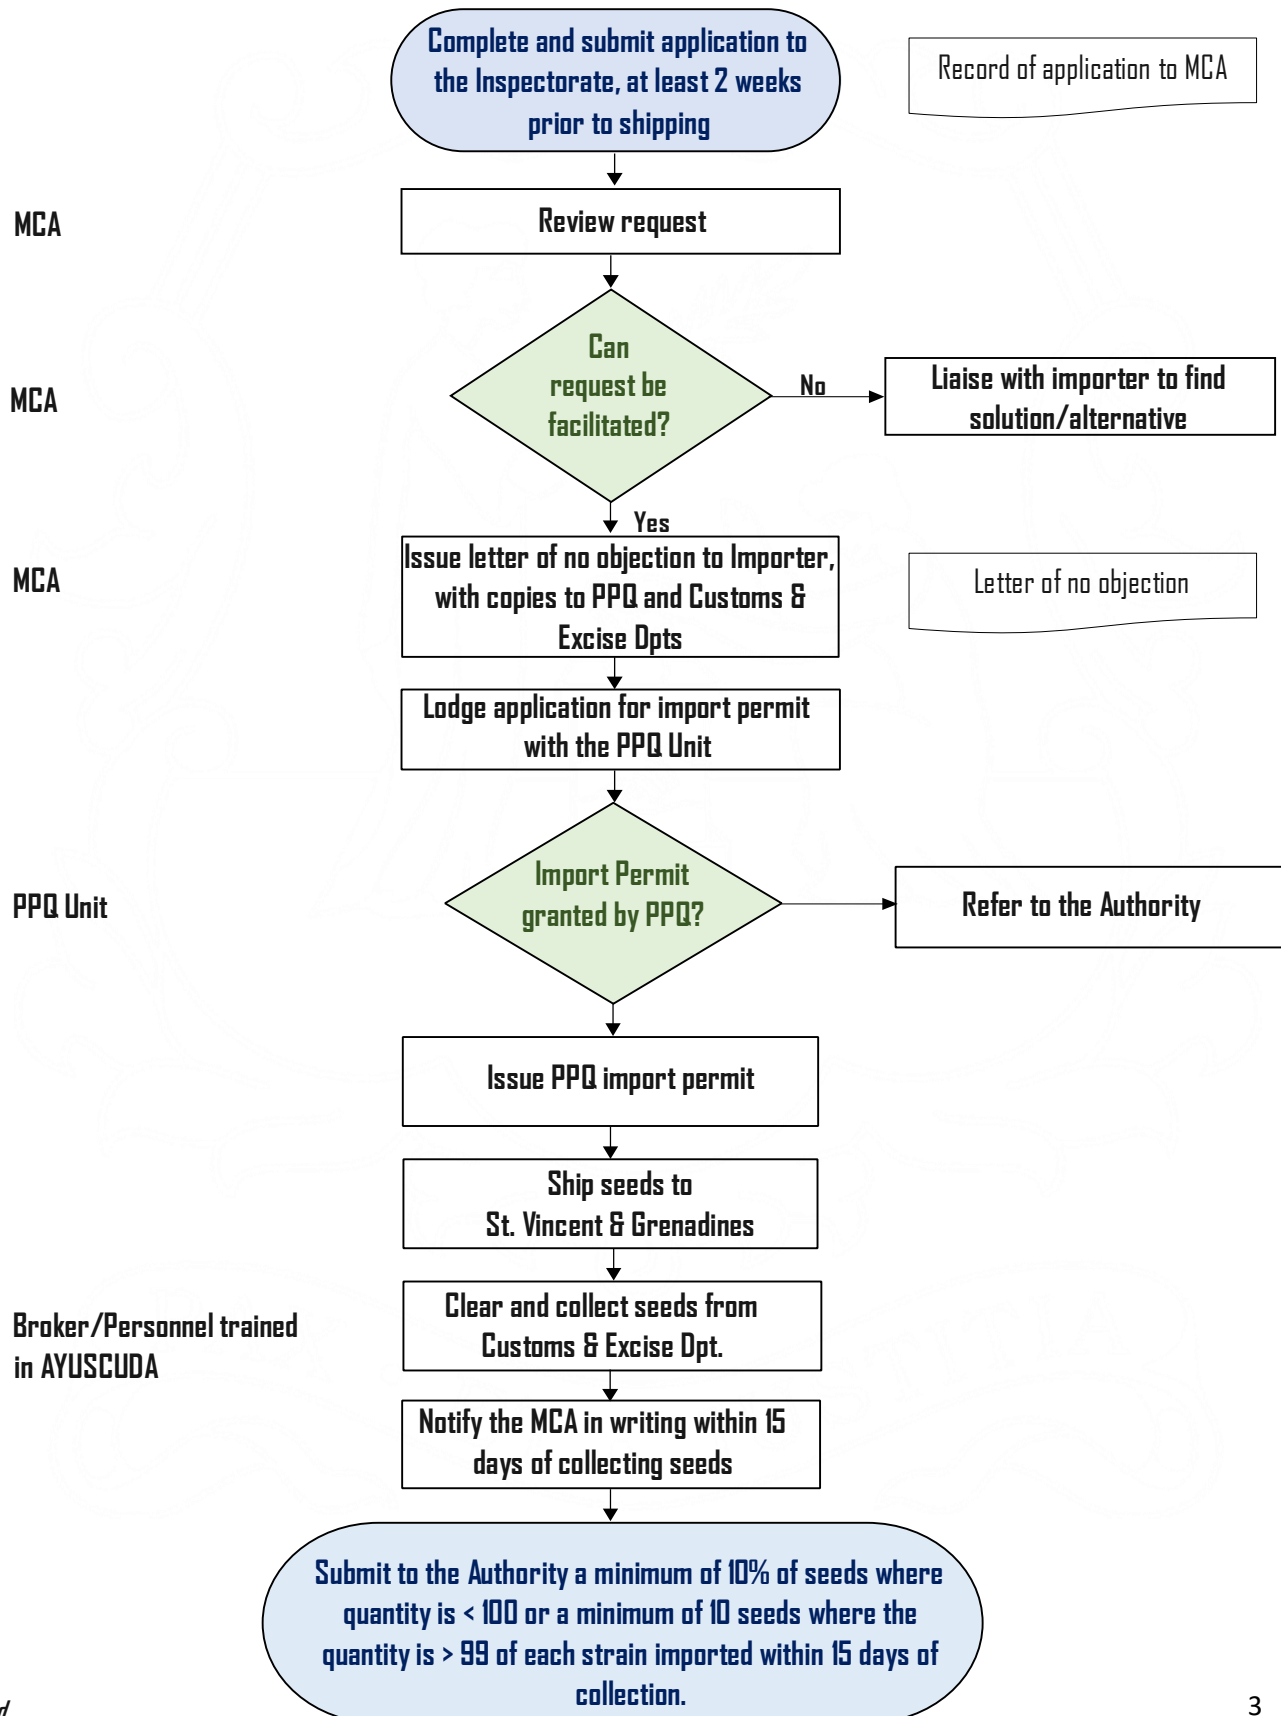 Complete and submit application to
the Inspectorate, at least 2 weeks
prior to shipping
Record of application to MCA
MCA
Review request
MCA
Can
request be
facilitated?
No
Liaise with importer to find
solution/alternative
Yes
MCA
Issue letter of no objection to Importer,
with copies to PPQ and Customs &
Excise Dpts
Letter of no objection
Lodge application for import permit
with the PPQ Unit
PPQ Unit
Import Permit
granted by PPQ?
Refer to the Authority
Issue PPQ import permit
Ship seeds to
St. Vincent & Grenadines
Broker/Personnel trained
in AYUSCUDA
Clear and collect seeds from
Customs & Excise Dpt.
Notify the MCA in writing within 15
days of collecting seeds
Submit to the Authority a minimum of 10% of seeds where
quantity is < 100 or a minimum of 10 seeds where the
quantity is > 99 of each strain imported within 15 days of
collection.
3